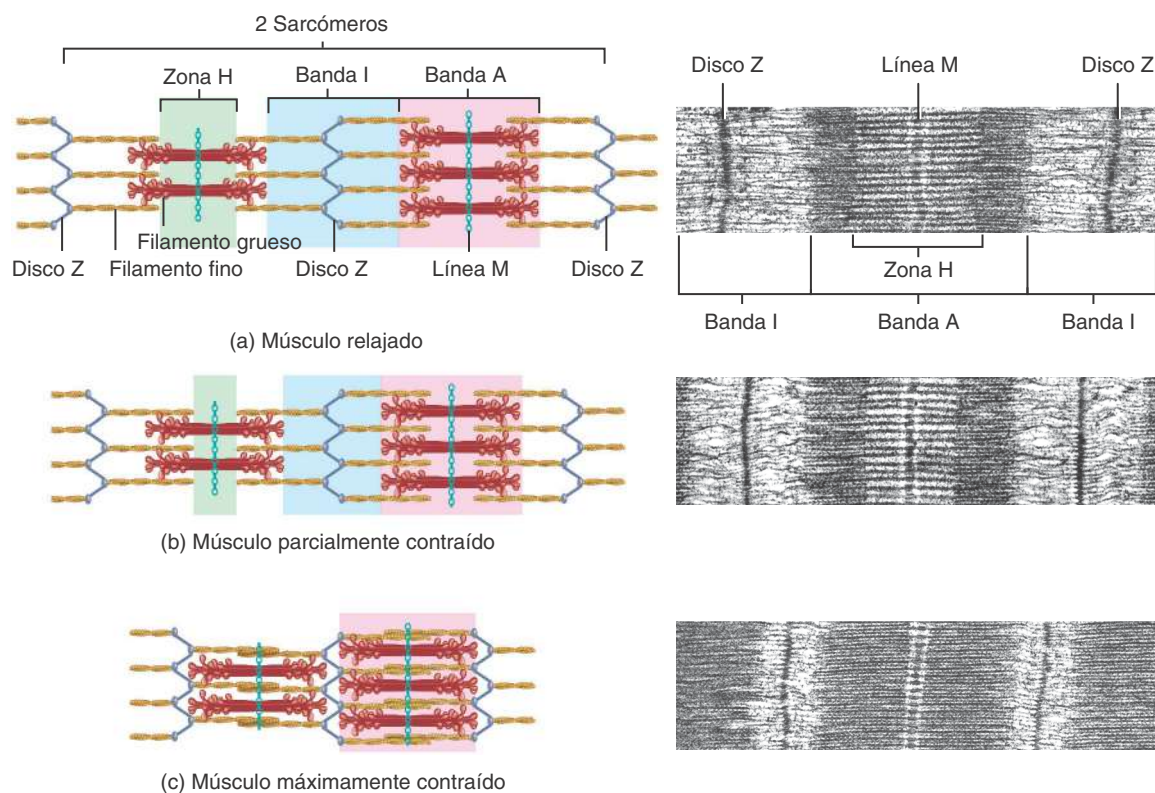 2 Sarcómeros
Zona H
Banda I
Banda A
Filamento grueso
Disco Z
Filamento fino
Disco Z
Línea M
Disco Z
Disco Z
Línea M
Disco Z
Zona H
Banda I
Banda A
Banda I
(a) Músculo relajado
(b) Músculo parcialmente contraído
(c) Músculo máximamente contraído